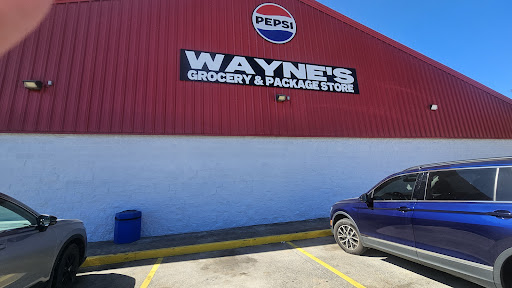 PEPSI
WAYNE'S
GROCERY & PACKAGE STORE